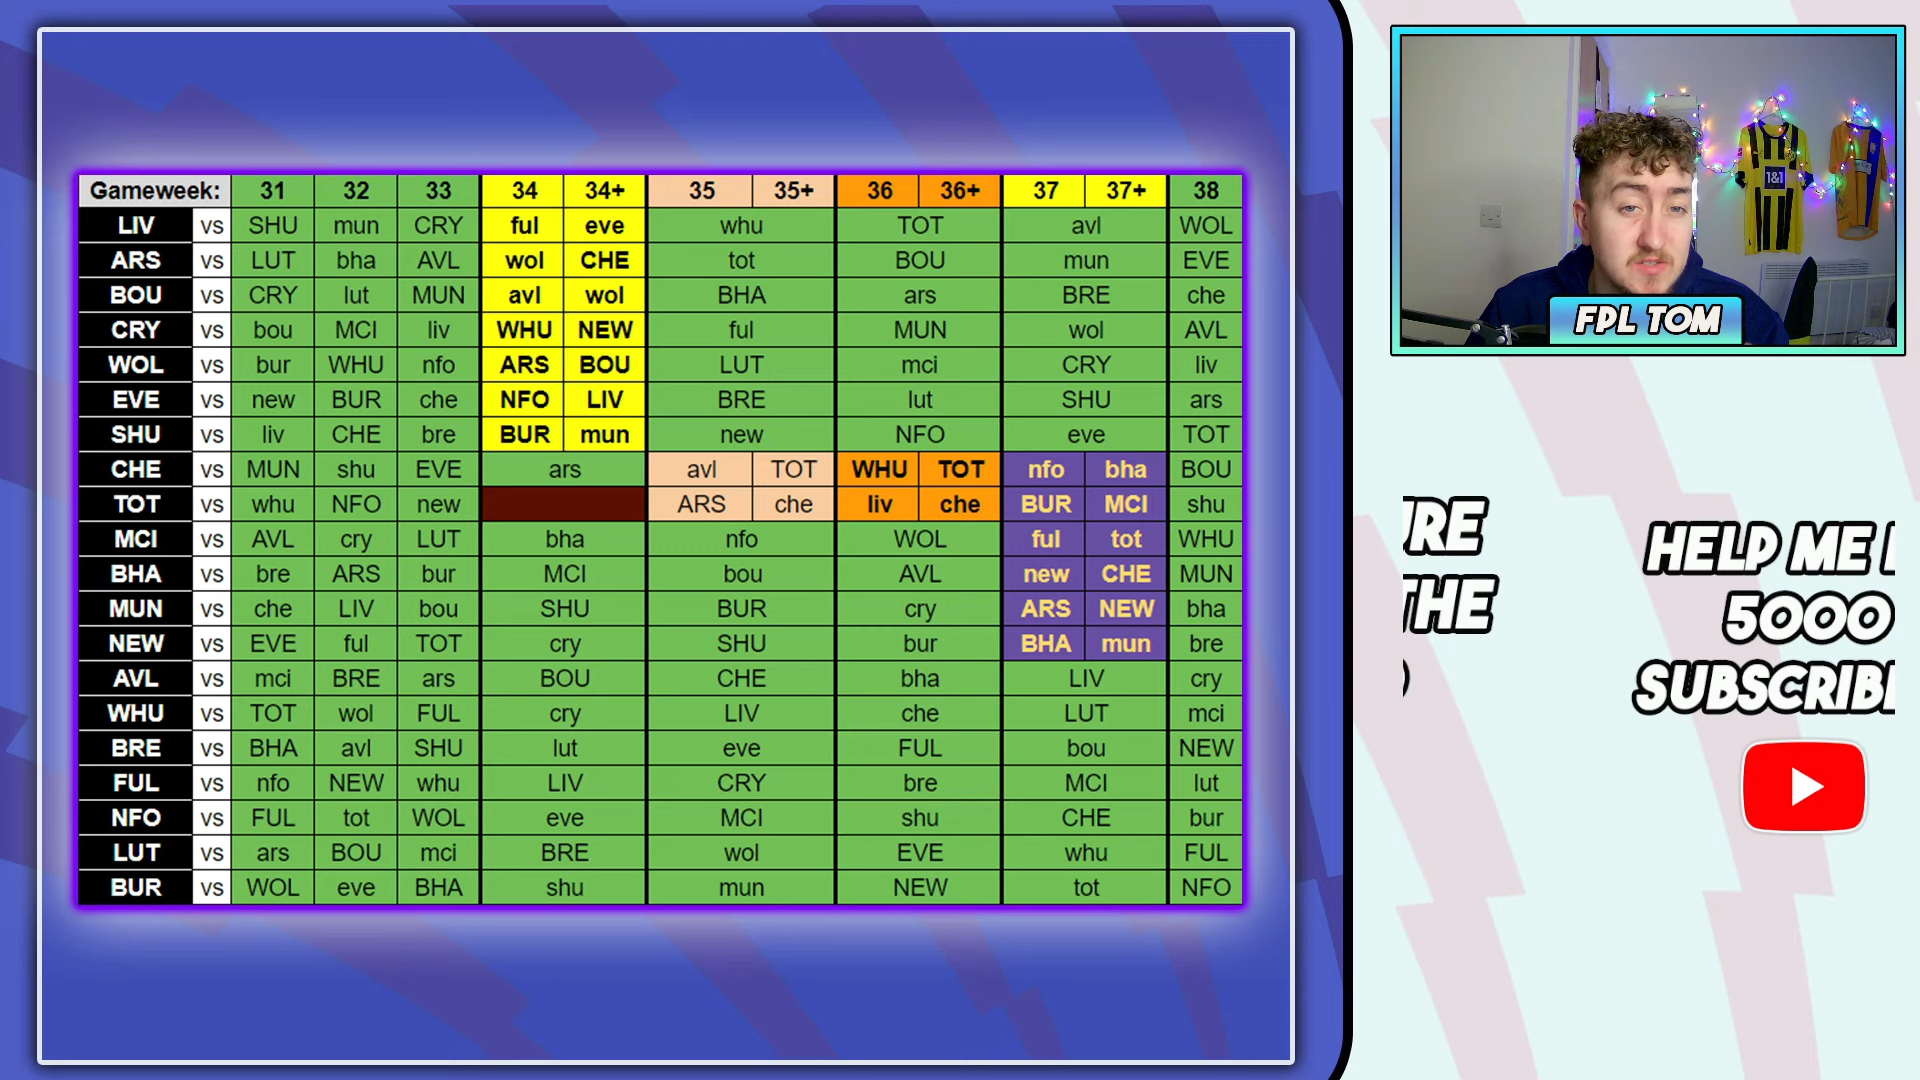 Gameweek: 31 32 33 34 34+ 35 35+ 36 36+ 37 37+ 38
LIV vs SHU mun CRY ful eve whu TOT avl WOL
ARS vs LUT bha AVL wol CHE tot BOU mun EVE
BOU vs CRY lut MUN avl wol BHA ars BRE che
CRY vs bou MCI liv WHU NEW ful MUN wol AVL
WOL vs bur WHU nfo ARS BOU LUT mci CRY liv
EVE vs new BUR che NFO LIV BRE lut SHU ars
SHU vs liv CHE bre BUR mun new NFO eve TOT
CHE vs MUN shu EVE ars avl TOT WHU TOT nfo bha BOU
TOT vs whu NFO new ARS che liv che BUR MCI shu
MCI vs AVL cry LUT bha nfo WOL ful tot WHU
BHA vs bre ARS bur MCI bou AVL new CHE MUN
MUN vs che LIV bou SHU BUR cry ARS NEW bha
NEW vs EVE ful TOT cry SHU bur BHA mun bre
AVL vs mci BRE ars BOU CHE bha LIV cry
WHU vs TOT wol FUL cry LIV che LUT mci
BRE vs BHA avl SHU lut eve FUL bou NEW
FUL vs nfo NEW whu LIV CRY bre MCI lut
NFO vs FUL tot WOL eve MCI shu CHE bur
LUT vs ars BOU mci BRE wol EVE whu FUL
BUR vs WOL eve BHA shu mun NEW tot NFO
1&1
FPL TOM
THE
HELP ME
5000